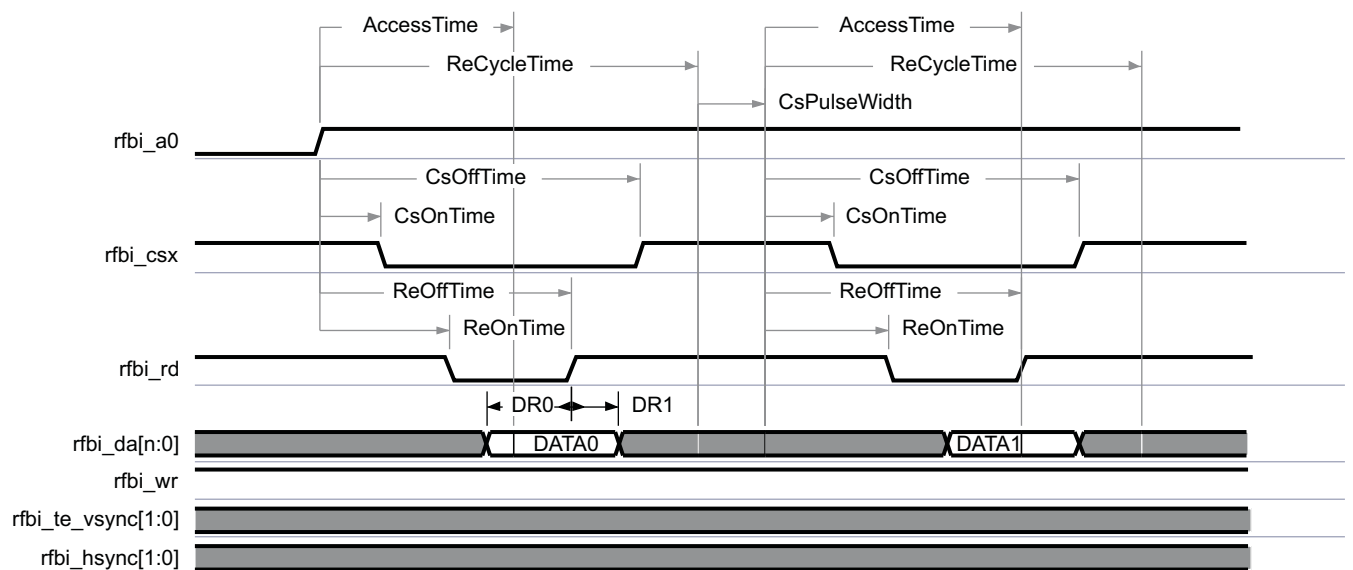 AccessTime AccessTime
ReCycleTime ReCycleTime
CsPulseWidth
rfbi_a0
CsOffTime CsOffTime
CsOnTime CsOnTime
rfbi_csx
ReOffTime ReOffTime
ReOnTime ReOnTime
rfbi_rd
DR0 DR1
rfbi_da[n:0] DATA0 DATA1
rfbi_wr
rfbi_te_vsync[1:0]
rfbi_hsync[1:0]